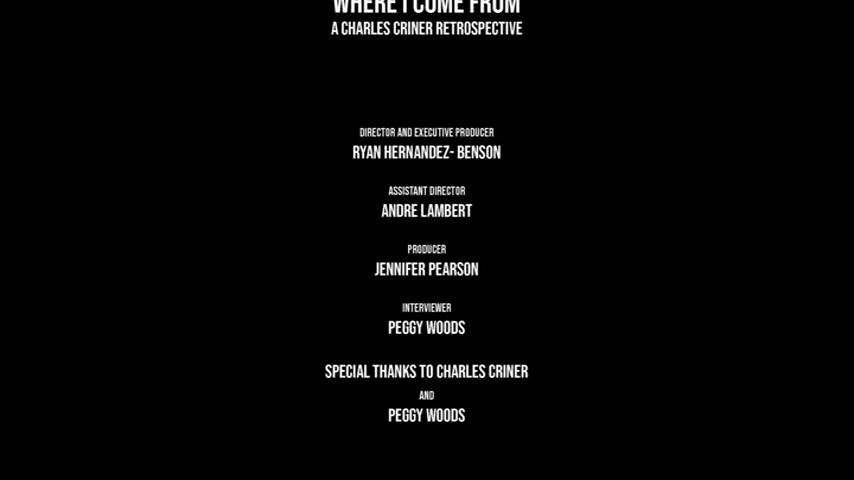 WHERE I COME FROM
A CHARLES CRINER RETROSPECTIVE
DIRECTOR AND EXECUTIVE PRODUCER
RYAN HERNANDEZ- BENSON
ASSISTANT DIRECTOR
ANDRE LAMBERT
PRODUCER
JENNIFER PEARSON
INTERVIEWER
PEGGY WOODS
SPECIAL THANKS TO CHARLES CRINER
AND
PEGGY WOODS